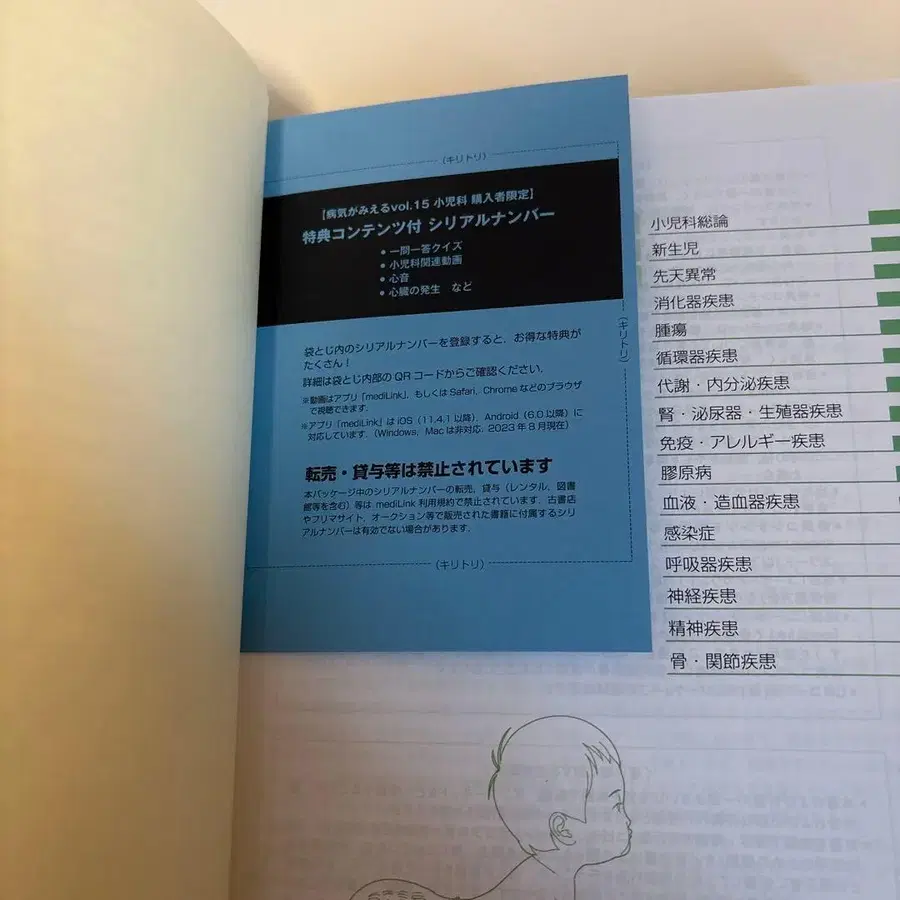 (キリトリ)
【病気がみえるvol.15 小児科 購入者限定】
特典コンテンツ付 シリアルナンバー
● 一問一答クイズ
● 小児科関連動画
● 心音
● 心臓の発生 など
(キリトリ)
袋とじ内のシリアルナンバーを登録すると、お得な特典が
たくさん！
詳細は袋とじ内部のQRコードからご確認ください。
※動画はアプリ「mediLink」、もしくはSafari、Chromeなどのブラウザ
で視聴できます。
※アプリ「mediLink」は iOS（11.4.1 以降）、Android（6.0 以降）に
対応しています。（Windows、Macは非対応. 2023年8月現在）
転売・貸与等は禁止されています
本パッケージ中のシリアルナンバーの転売、貸与（レンタル、図書
館等を含む）等は mediLink 利用規約で禁止されています。古書店
やフリマサイト、オークション等で販売された書籍に付属するシリ
アルナンバーは有効でない場合があります。
(キリトリ)
小児科総論
新生児
先天異常
消化器疾患
腫瘍
循環器疾患
代謝・内分泌疾患
腎・泌尿器・生殖器疾患
免疫・アレルギー疾患
膠原病
血液・造血器疾患
感染症
呼吸器疾患
神経疾患
精神疾患
骨・関節疾患